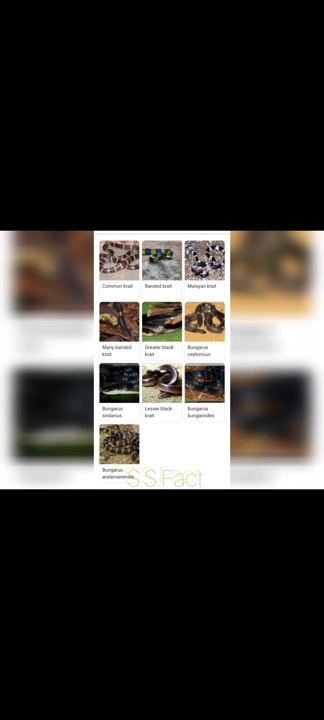 Common krait
Banded krait
Malayan krait
Many-banded
krait
Greater black
krait
Bungarus
ceylonicus
Bungarus
sindanus
Lesser black
krait
Bungarus
bungaroides
Bungarus
andamanensis
S.S.Fact